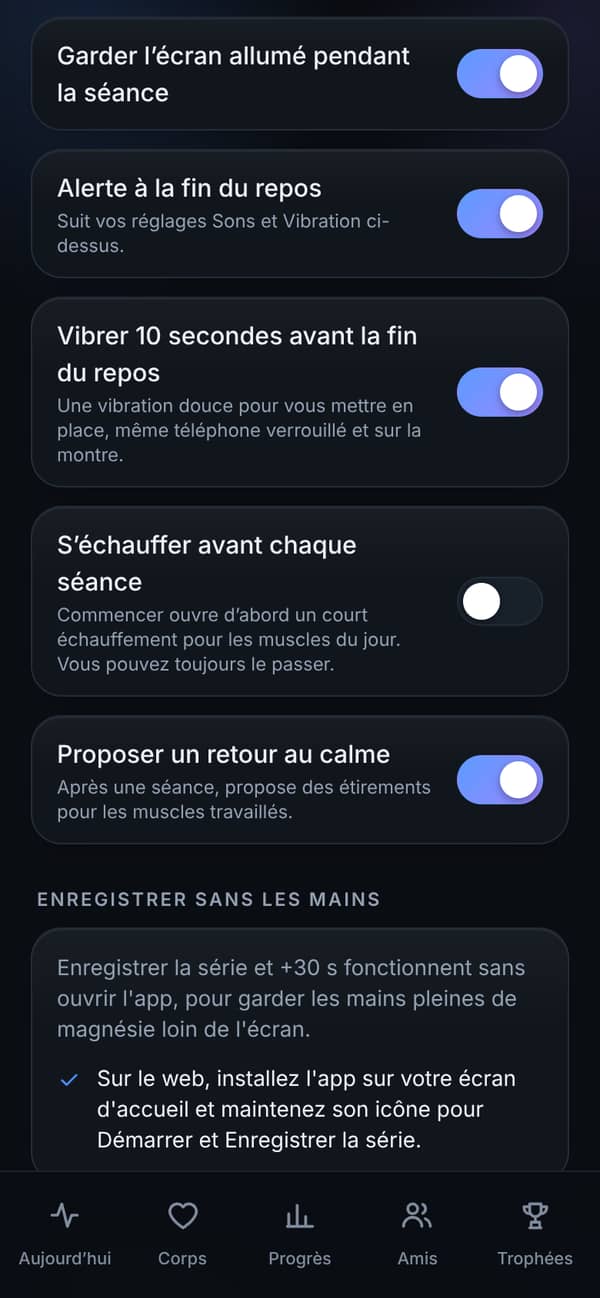 Garder l’écran allumé pendant
la séance
Alerte à la fin du repos
Suit vos réglages Sons et Vibration ci-
dessus.
Vibrer 10 secondes avant la fin
du repos
Une vibration douce pour vous mettre en
place, même téléphone verrouillé et sur la
montre.
S’échauffer avant chaque
séance
Commencer ouvre d’abord un court
échauffement pour les muscles du jour.
Vous pouvez toujours le passer.
Proposer un retour au calme
Après une séance, propose des étirements
pour les muscles travaillés.
ENREGISTRER SANS LES MAINS
Enregistrer la série et +30 s fonctionnent sans
ouvrir l'app, pour garder les mains pleines de
magnésie loin de l'écran.
Sur le web, installez l'app sur votre écran
d'accueil et maintenez son icône pour
Démarrer et Enregistrer la série.
Aujourd’hui
Corps
Progrès
Amis
Trophées